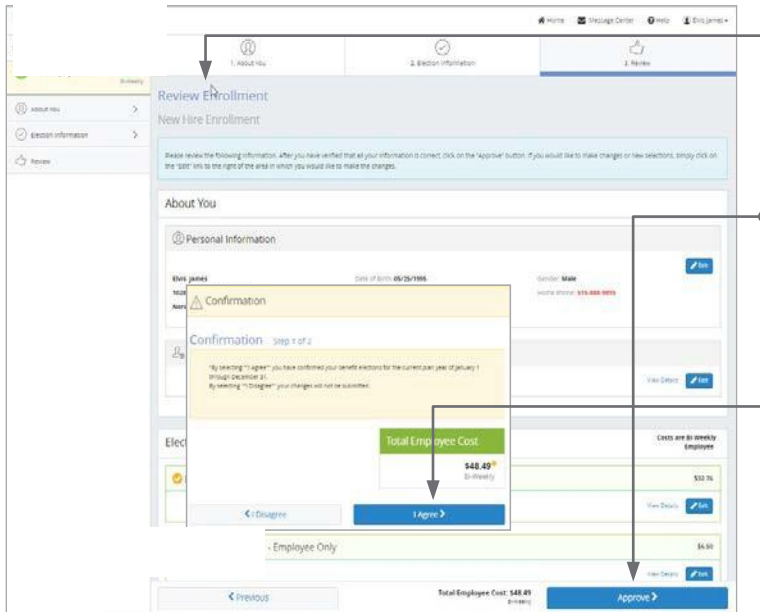 Home Message Center Help Elvis James
1. About You
2. Election Information
3. Review
Bi-Weekly
About You
Election Information
Review
Review Enrollment
New Hire Enrollment
Please review the following information. After you have verified that all your information is correct, click on the "Approve" button. If you would like to make changes or new selections, simply click on
the "Edit" link to the right of the area in which you would like to make the changes.
About You
Personal Information
Edit
Elvis James
Date of Birth: 05/25/1995
Gender: Male
1028
Home Phone: 515-888-9895
Confirmation
Confirmation Step 1 of 2
"By selecting ""I Agree"" you have confirmed your benefit elections for the current plan year of January 1
through December 31.
By selecting ""I Disagree"" your changes will not be submitted.
View Details Edit
Total Employee Cost
$48.49
Bi-Weekly
I Disagree
I Agree
Elect
Costs are Bi-Weekly
Employee
$32.76
View Details Edit
- Employee Only
$6.50
View Details Edit
Previous
Total Employee Cost: $48.49
Bi-Weekly
Approve